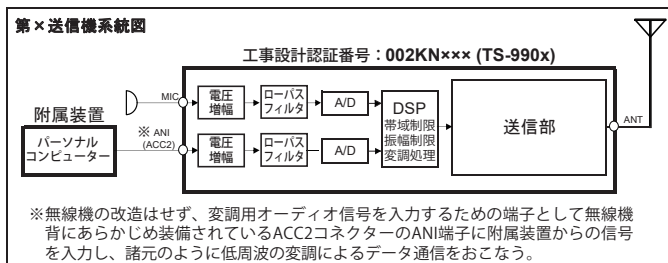 第×送信機系統図
工事設計認証番号：002KN××× (TS-990x)
MIC
電圧
増幅
ローパス
フィルタ
A/D
DSP
帯域制限
振幅制限
変調処理
送信部
ANT
附属装置
パーソナル
コンピューター
※ ANI
(ACC2)
電圧
増幅
ローパス
フィルタ
A/D
※無線機の改造はせず、変調用オーディオ信号を入力するための端子として無線機
背にあらかじめ装備されているACC2コネクターのANI端子に附属装置からの信号
を入力し、諸元のように低周波の変調によるデータ通信をおこなう。